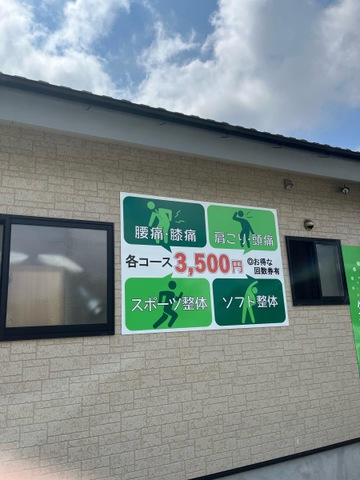 腰痛・膝痛
肩こり・頭痛
各コース3,500円
◎お得な
回数券有
スポーツ整体
ソフト整体